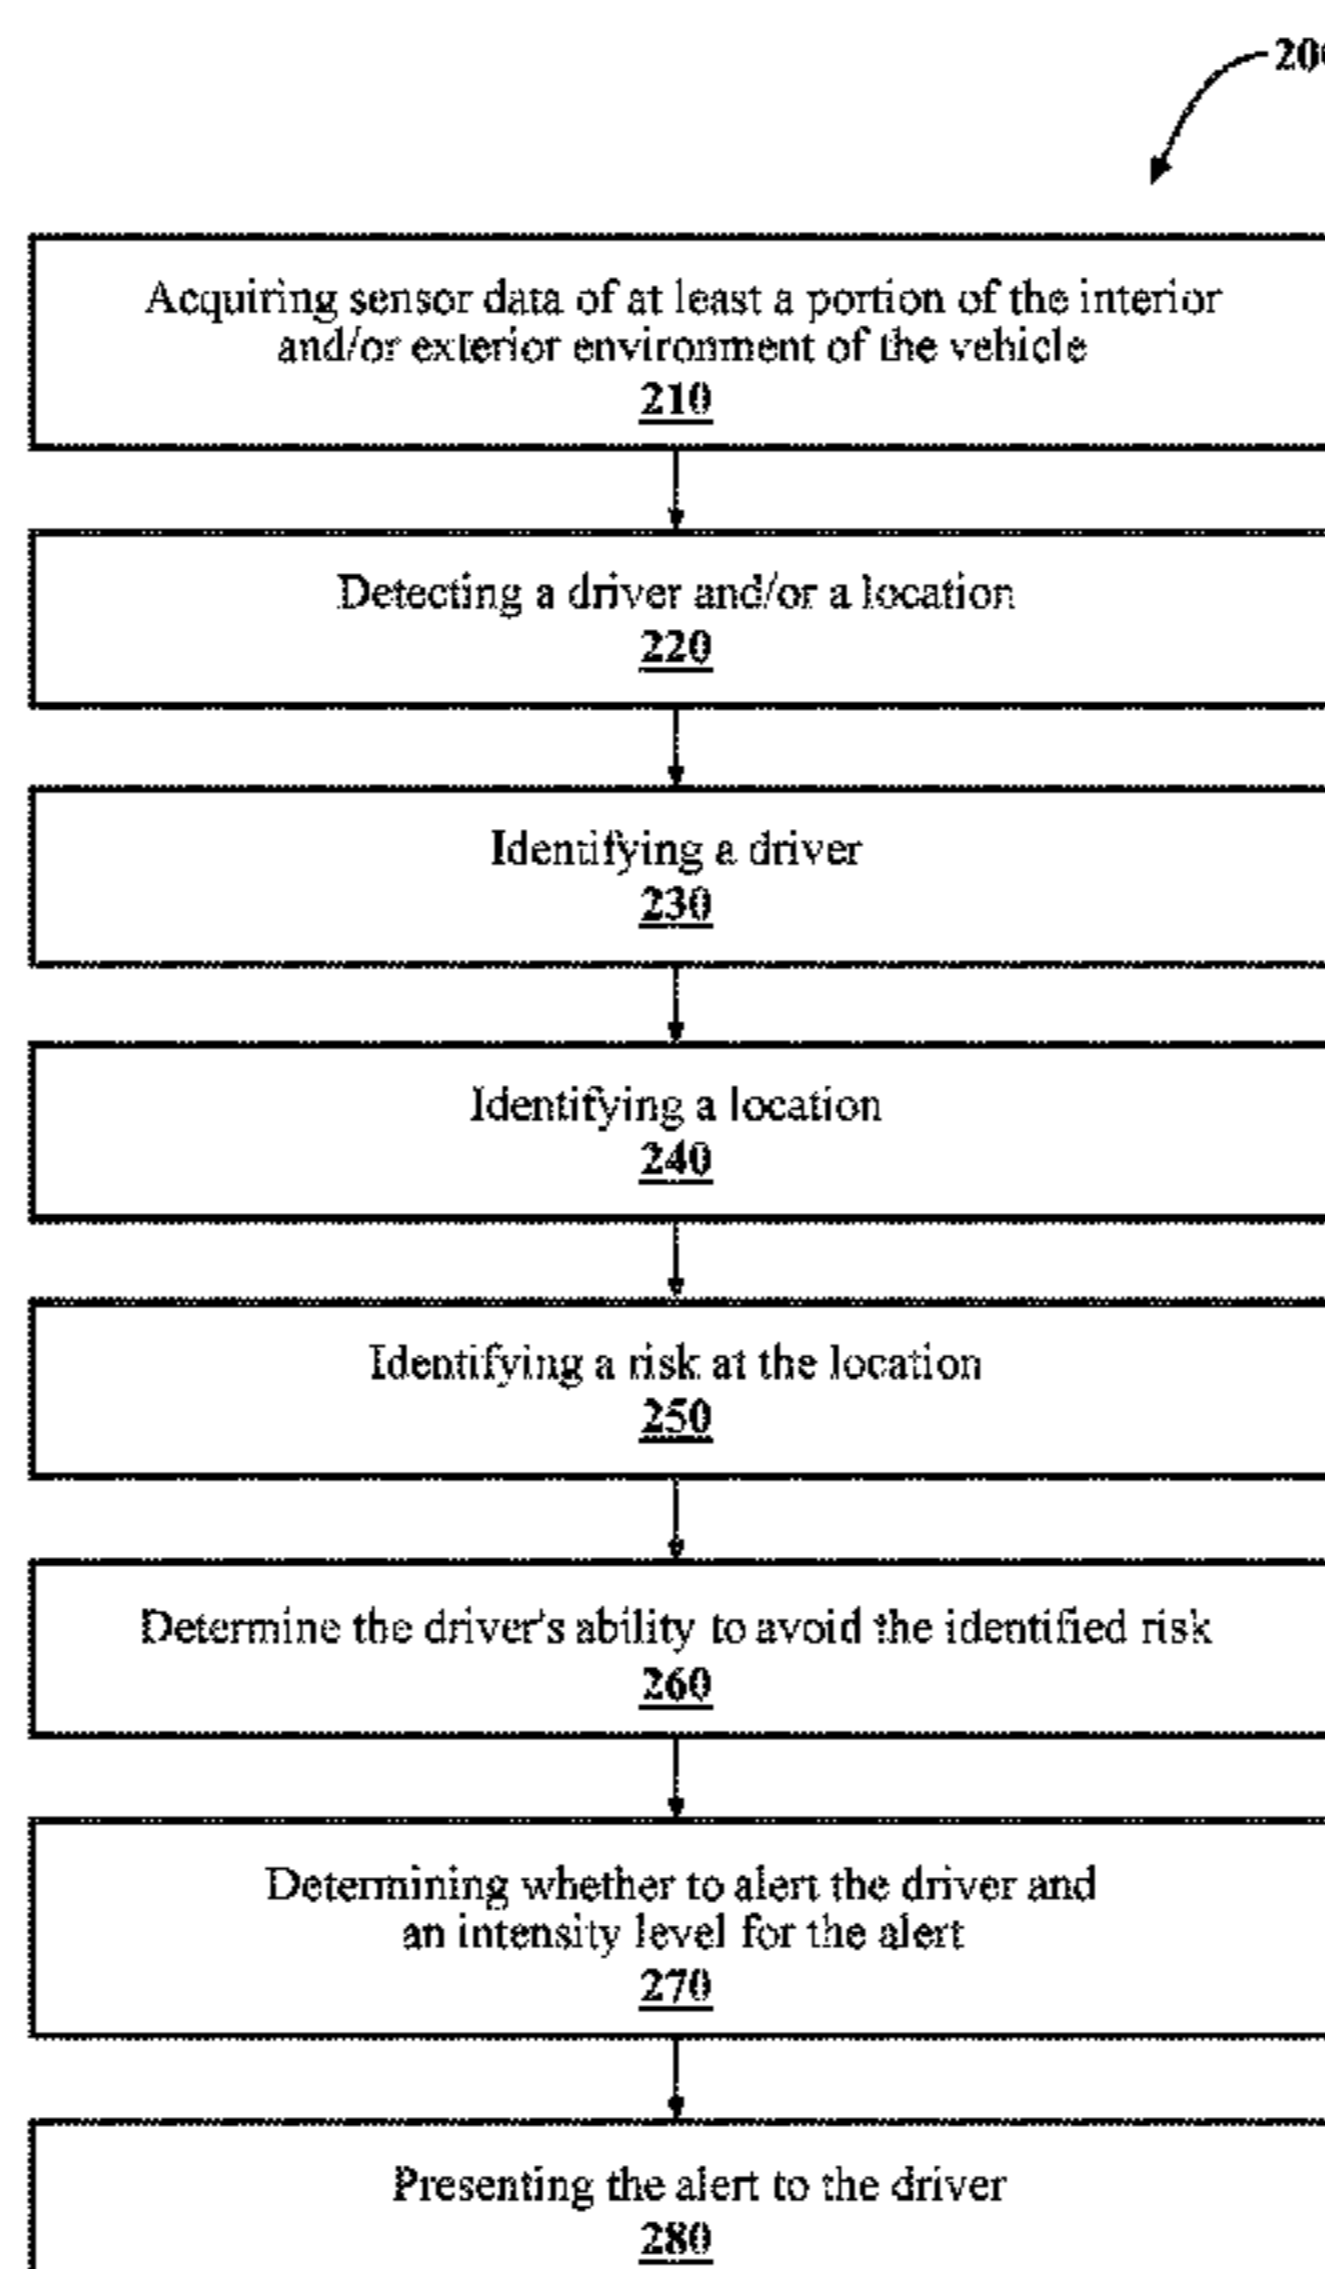 200
Acquiring sensor data of at least a portion of the interior
and/or exterior environment of the vehicle
210
Detecting a driver and/or a location
220
Identifying a driver
230
Identifying a location
240
Identifying a risk at the location
250
Determine the driver's ability to avoid the identified risk
260
Determining whether to alert the driver and
an intensity level for the alert
270
Presenting the alert to the driver
280